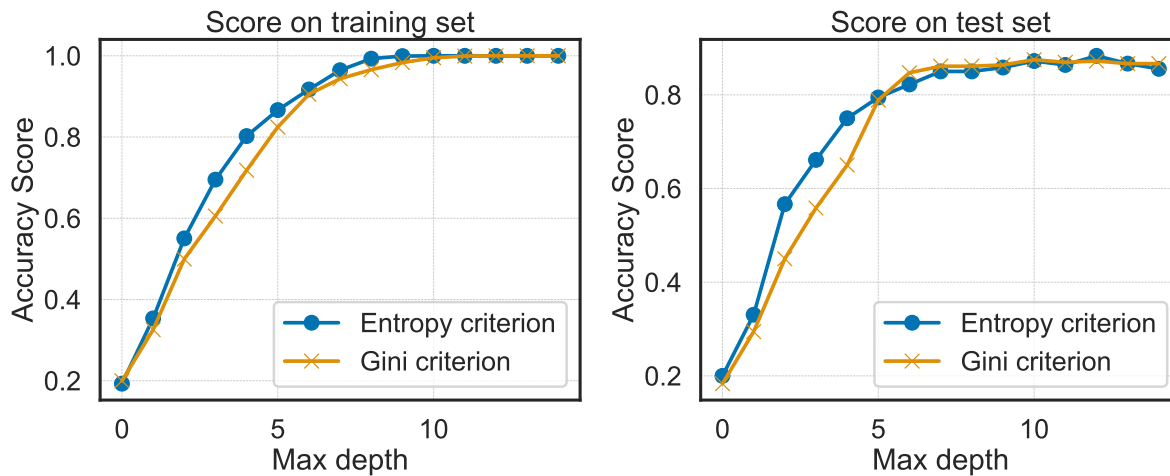 Score on training set
Accuracy Score
1.0
0.8
0.6
0.4
0.2
Entropy criterion
Gini criterion
0
5
10
Max depth
Score on test set
Accuracy Score
0.8
0.6
0.4
0.2
Entropy criterion
Gini criterion
0
5
10
Max depth